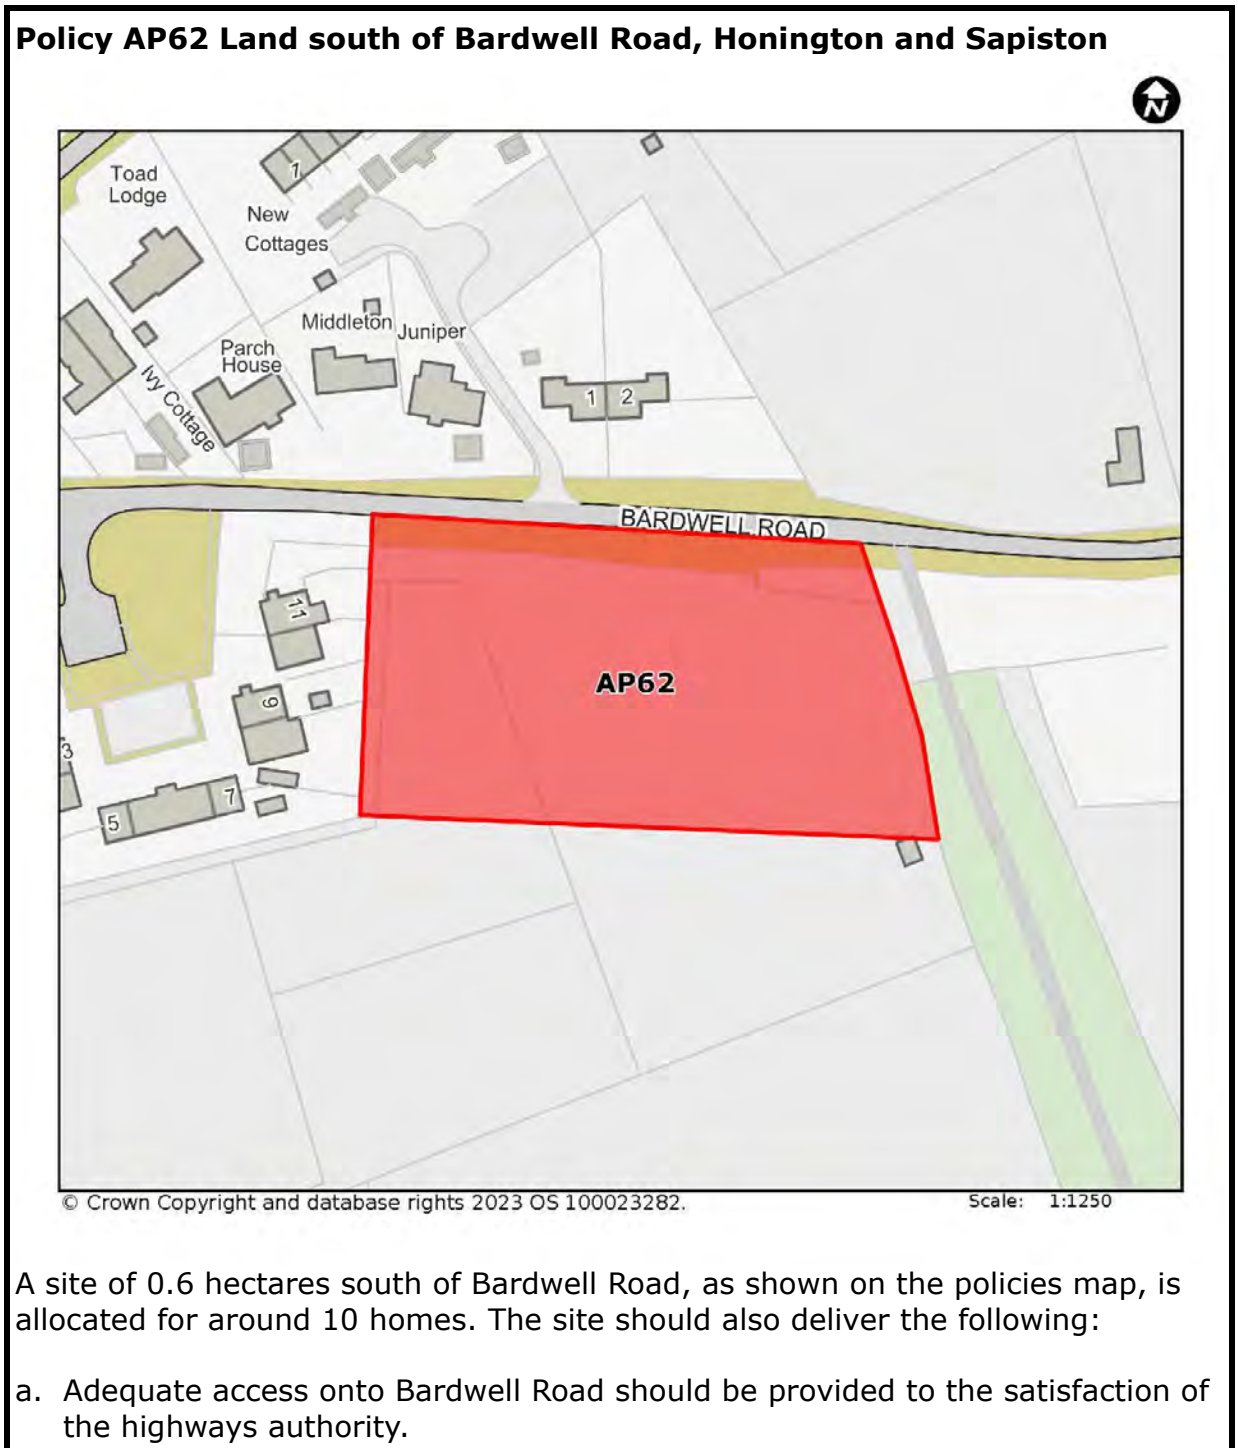 Policy AP62 Land south of Bardwell Road, Honington and Sapiston
N
Toad
Lodge
1
New
Cottages
Middleton
Juniper
Parch
House
Ivy Cottage
1
2
BARDWELL ROAD
11
AP62
9
3
7
5
© Crown Copyright and database rights 2023 OS 100023282.
Scale: 1:1250
A site of 0.6 hectares south of Bardwell Road, as shown on the policies map, is
allocated for around 10 homes. The site should also deliver the following:
a. Adequate access onto Bardwell Road should be provided to the satisfaction of
the highways authority.